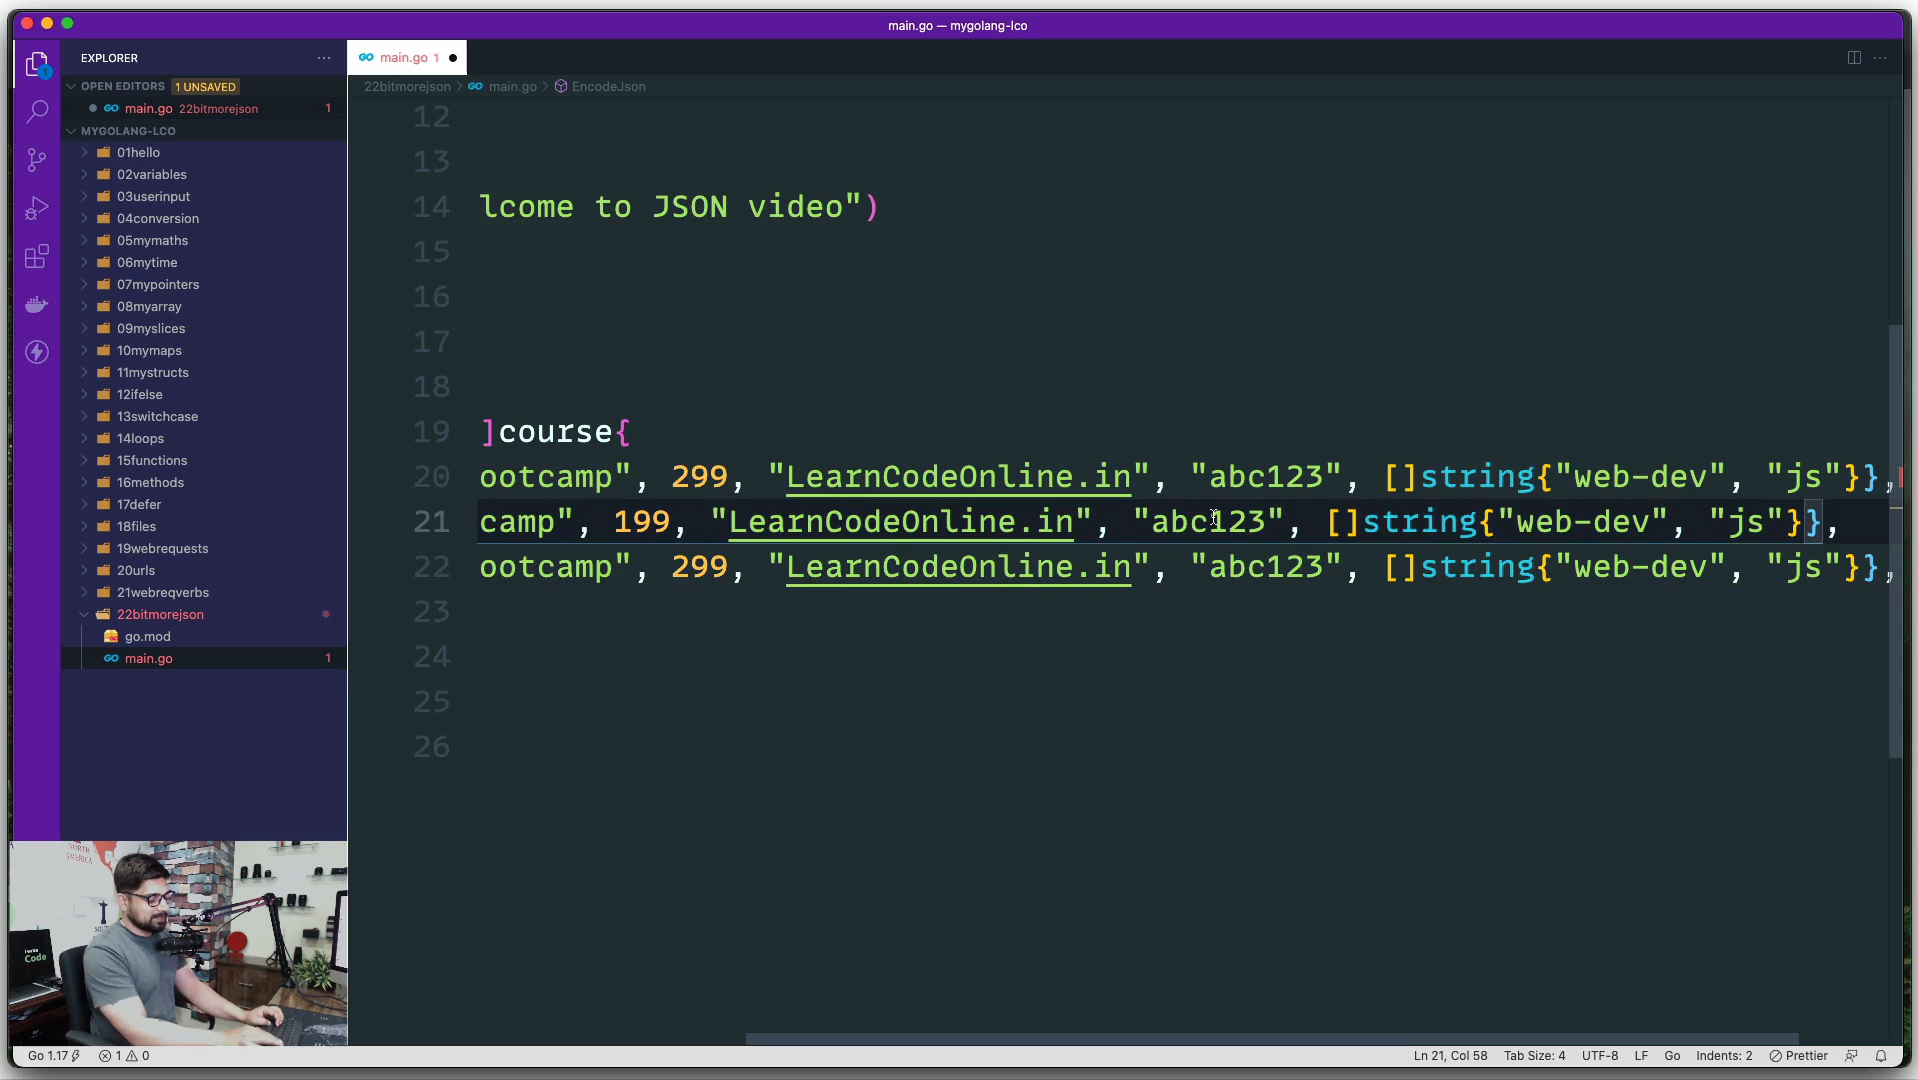 main.go — mygolang-lco
EXPLORER
main.go 1
OPEN EDITORS 1 UNSAVED
main.go 22bitmorejson 1
MYGOLANG-LCO
01hello
02variables
03userinput
04conversion
05mymaths
06mytime
07mypointers
08myarray
09myslices
10mymaps
11mystructs
12ifelse
13switchcase
14loops
15functions
16methods
17defer
18files
19webrequests
20urls
21webreqverbs
22bitmorejson
go.mod
main.go 1
22bitmorejson > main.go > EncodeJson
12
13
14 lcome to JSON video")
15
16
17
18
19 ]course{
20 ootcamp", 299, "LearnCodeOnline.in", "abc123", []string{"web-dev", "js"}},
21 camp", 199, "LearnCodeOnline.in", "abc123", []string{"web-dev", "js"}},
22 ootcamp", 299, "LearnCodeOnline.in", "abc123", []string{"web-dev", "js"}},
23
24
25
26
NORTH
AMERICA
I write
Code
Go 1.17 1 0 Ln 21, Col 58 Tab Size: 4 UTF-8 LF Go Indents: 2 Prettier